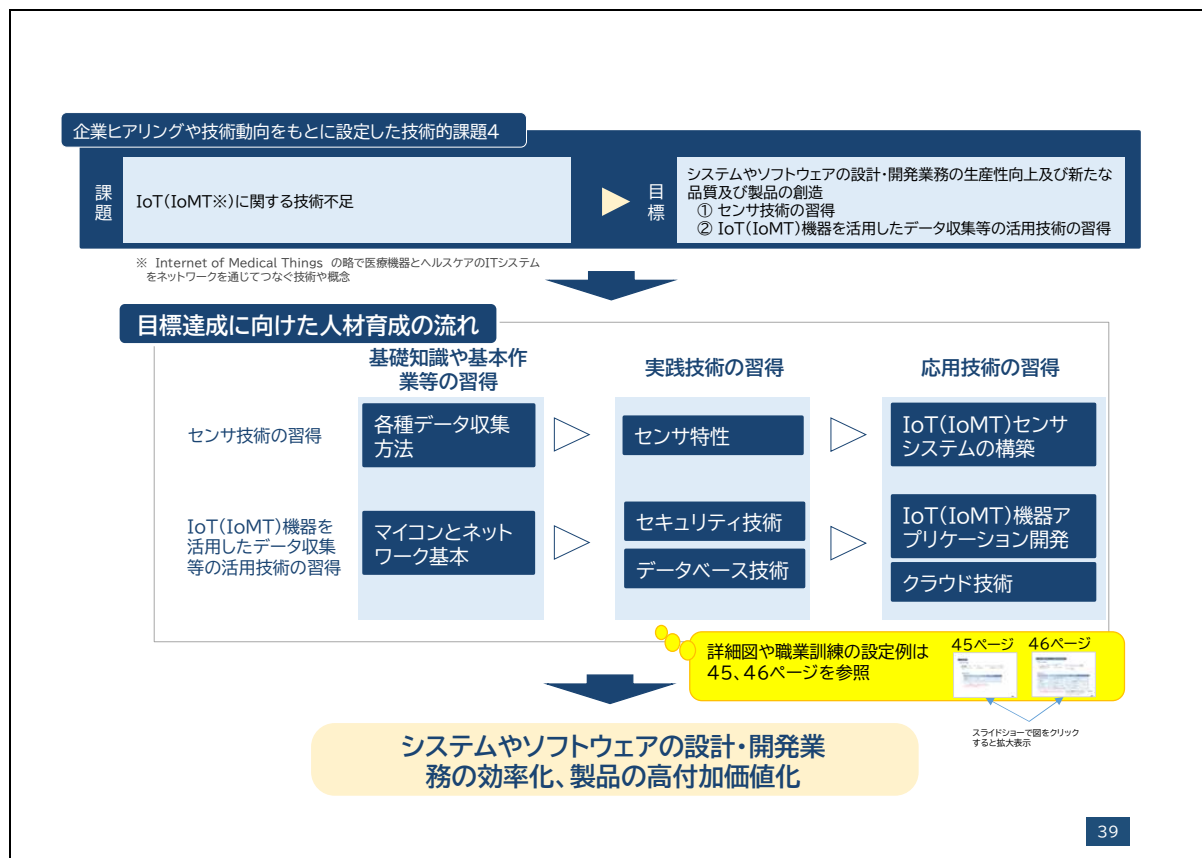 企業ヒアリングや技術動向をもとに設定した技術的課題4
課題
IoT(IoMT※)に関する技術不足
目標
システムやソフトウェアの設計・開発業務の生産性向上及び新たな
品質及び製品の創造
① センサ技術の習得
② IoT(IoMT)機器を活用したデータ収集等の活用技術の習得
※ Internet of Medical Things の略で医療機器とヘルスケアのITシステム
をネットワークを通じてつなぐ技術や概念
目標達成に向けた人材育成の流れ
基礎知識や基本作
業等の習得
実践技術の習得
応用技術の習得
センサ技術の習得
各種データ収集
方法
センサ特性
IoT(IoMT)センサ
システムの構築
IoT(IoMT)機器を
活用したデータ収集
等の活用技術の習得
マイコンとネット
ワーク基本
セキュリティ技術
データベース技術
IoT(IoMT)機器ア
プリケーション開発
クラウド技術
詳細図や職業訓練の設定例は
45、46ページを参照
45ページ
46ページ
スライドショーで図をクリック
すると拡大表示
システムやソフトウェアの設計・開発業
務の効率化、製品の高付加価値化
39